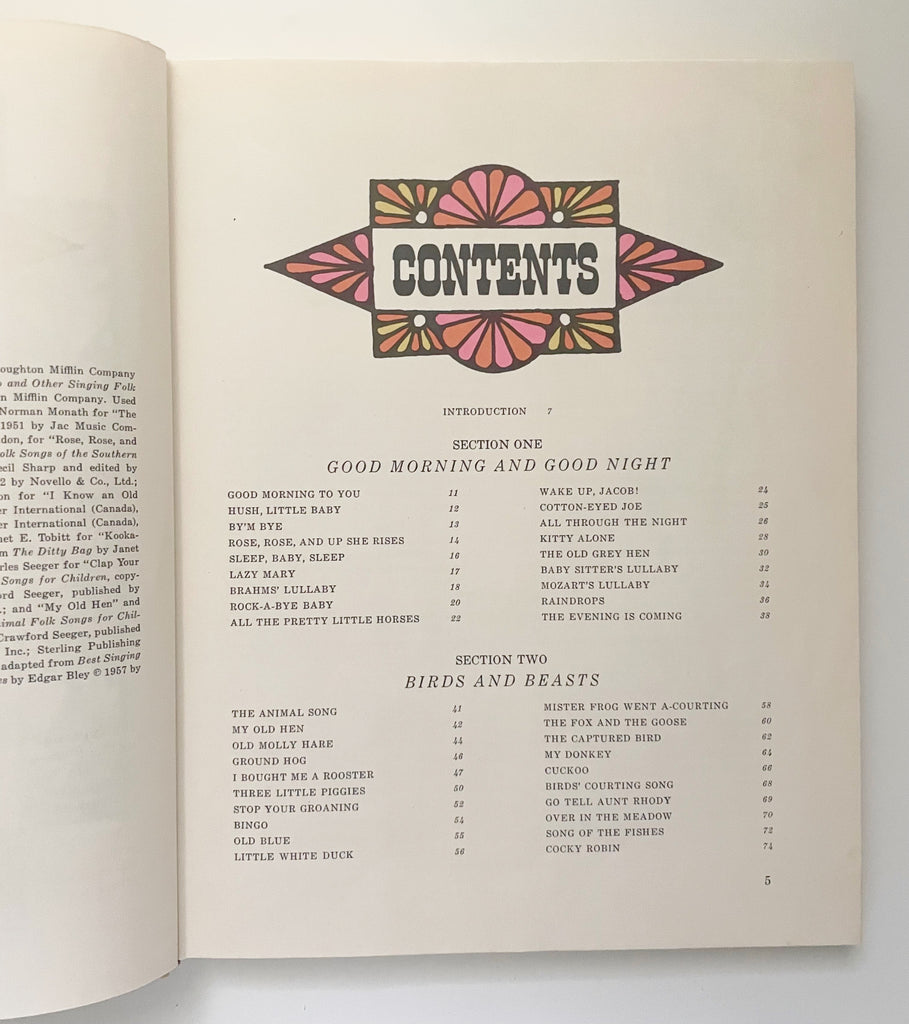 oughton Mifflin Company
and Other Singing Folk
n Mifflin Company. Used
Norman Monath for "The
1951 by Jac Music Com-
don, for "Rose, Rose, and
olk Songs of the Southern
ecil Sharp and edited by
2 by Novello & Co., Ltd.;
on for "I Know an Old
er International (Canada),
er International (Canada),
net E. Tobitt for "Kooka-
m The Ditty Bag by Janet
rles Seeger for "Clap Your
Songs for Children, copy-
ord Seeger, published by
.; and "My Old Hen" and
imal Folk Songs for Chil-
Crawford Seeger, published
Inc.; Sterling Publishing
adapted from Best Singing
es by Edgar Bley © 1957 by
CONTENTS
INTRODUCTION 7
SECTION ONE
GOOD MORNING AND GOOD NIGHT
GOOD MORNING TO YOU 11
HUSH, LITTLE BABY 12
BY'M BYE 13
ROSE, ROSE, AND UP SHE RISES 14
SLEEP, BABY, SLEEP 16
LAZY MARY 17
BRAHMS' LULLABY 18
ROCK-A-BYE BABY 20
ALL THE PRETTY LITTLE HORSES 22
WAKE UP, JACOB! 24
COTTON-EYED JOE 25
ALL THROUGH THE NIGHT 26
KITTY ALONE 28
THE OLD GREY HEN 30
BABY SITTER'S LULLABY 32
MOZART'S LULLABY 34
RAINDROPS 36
THE EVENING IS COMING 38
SECTION TWO
BIRDS AND BEASTS
THE ANIMAL SONG 41
MY OLD HEN 42
OLD MOLLY HARE 44
GROUND HOG 46
I BOUGHT ME A ROOSTER 47
THREE LITTLE PIGGIES 50
STOP YOUR GROANING 52
BINGO 54
OLD BLUE 55
LITTLE WHITE DUCK 56
MISTER FROG WENT A-COURTING 58
THE FOX AND THE GOOSE 60
THE CAPTURED BIRD 62
MY DONKEY 64
CUCKOO 66
BIRDS' COURTING SONG 68
GO TELL AUNT RHODY 69
OVER IN THE MEADOW 70
SONG OF THE FISHES 72
COCKY ROBIN 74
5